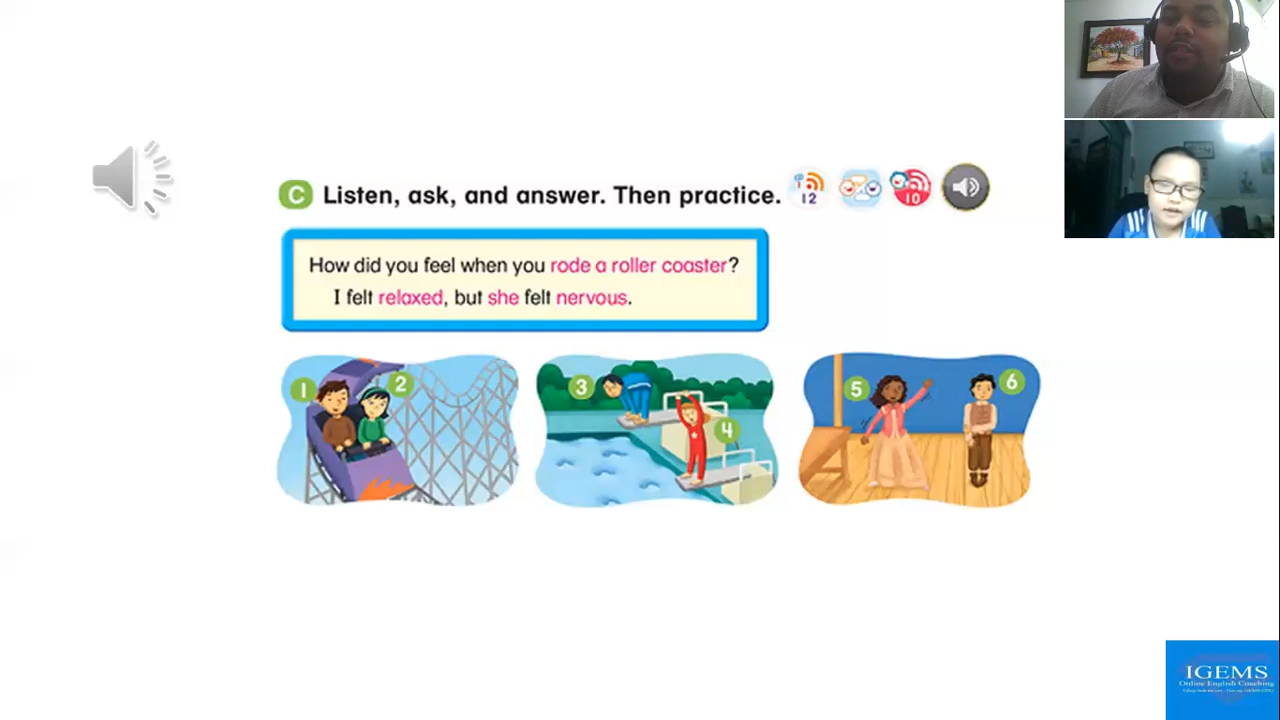 C Listen, ask, and answer. Then practice.
12
10
How did you feel when you rode a roller coaster?
I felt relaxed, but she felt nervous.
1
2
3
4
5
6
IGEMS
Online English Coaching